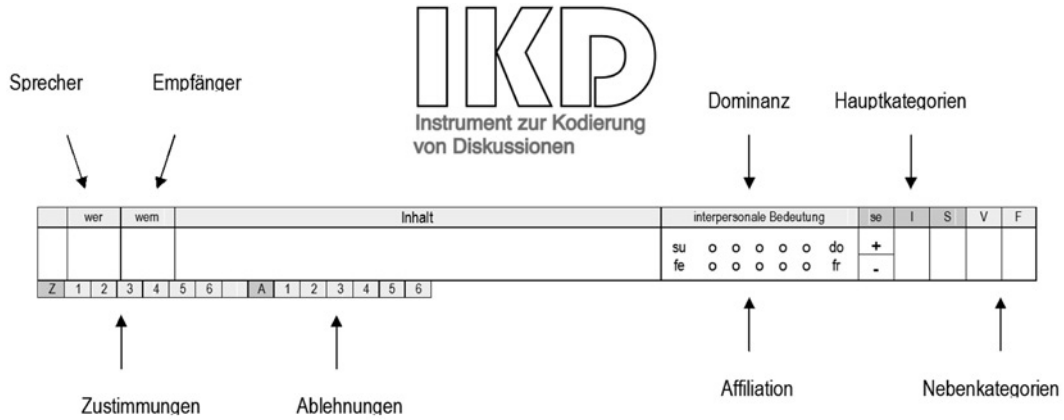 IKD
Instrument zur Kodierung
von Diskussionen
Sprecher Empfänger Dominanz Hauptkategorien
wer wem Inhalt interpersonale Bedeutung se I S V F
su o o o o o do +
fe o o o o o fr -
Z 1 2 3 4 5 6 A 1 2 3 4 5 6
Zustimmungen Ablehnungen Affiliation Nebenkategorien